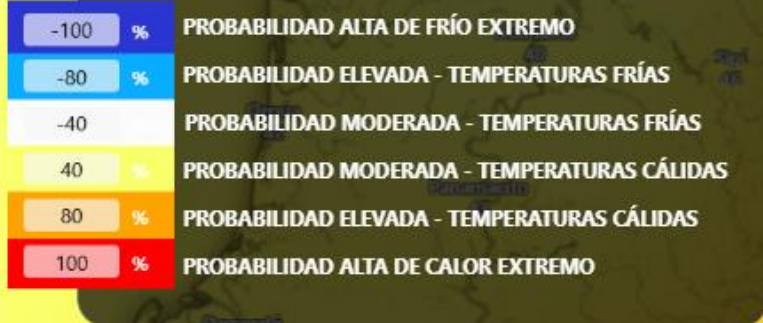 -100 % PROBABILIDAD ALTA DE FRÍO EXTREMO
-80 % PROBABILIDAD ELEVADA - TEMPERATURAS FRÍAS
-40 PROBABILIDAD MODERADA - TEMPERATURAS FRÍAS
40 % PROBABILIDAD MODERADA - TEMPERATURAS CÁLIDAS
80 % PROBABILIDAD ELEVADA - TEMPERATURAS CÁLIDAS
100 % PROBABILIDAD ALTA DE CALOR EXTREMO